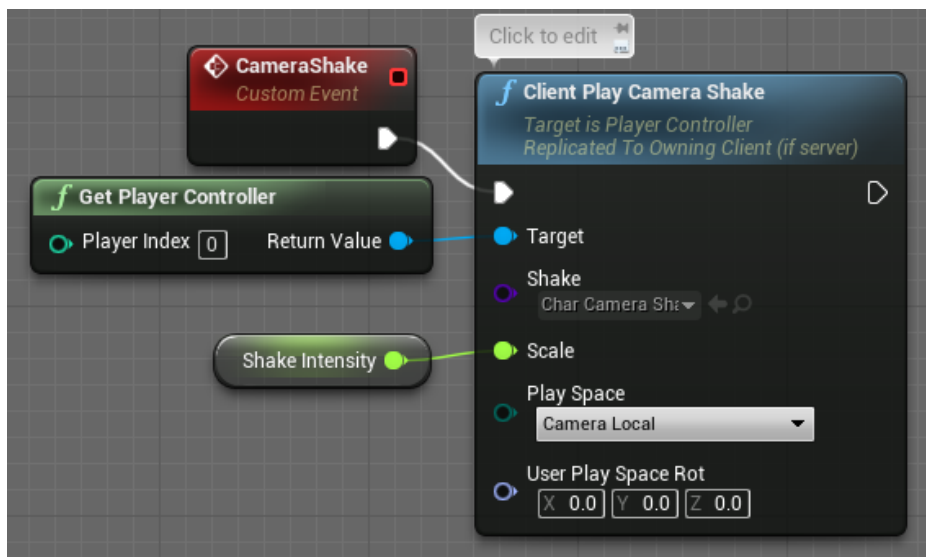 Click to edit
CameraShake
Custom Event
f Client Play Camera Shake
Target is Player Controller
Replicated To Owning Client (if server)
f Get Player Controller
Player Index 0 Return Value
Target
Shake
Char Camera Sha
Shake Intensity
Scale
Play Space
Camera Local
User Play Space Rot
X 0.0 Y 0.0 Z 0.0